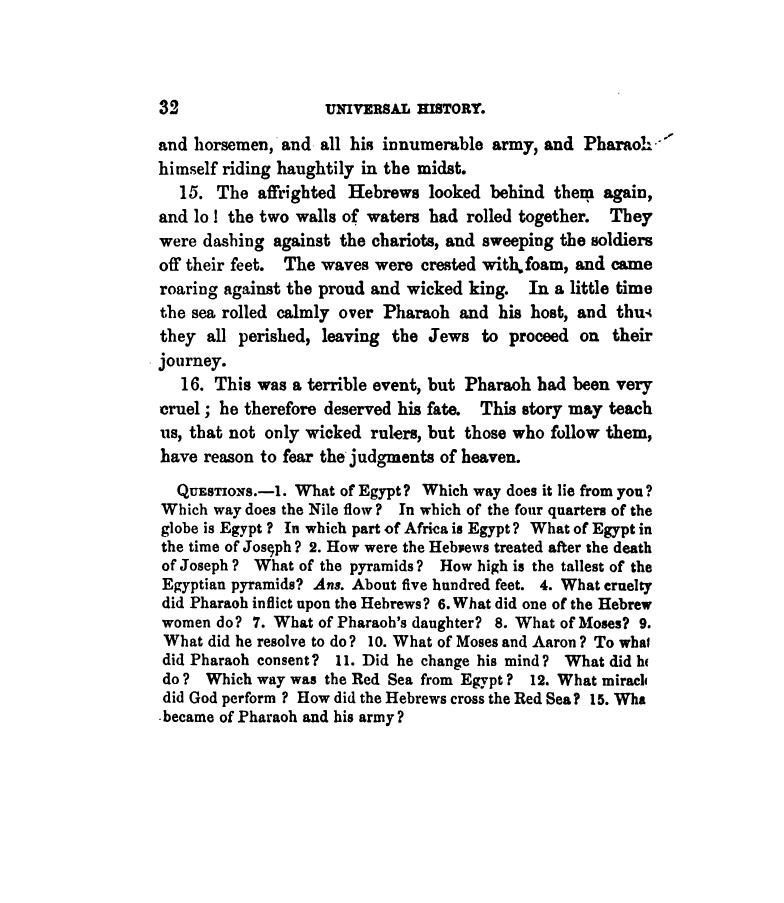 32 UNIVERSAL HISTORY.
and horsemen, and all his innumerable army, and Pharaoh
himself riding haughtily in the midst.
15. The affrighted Hebrews looked behind them again,
and lo! the two walls of waters had rolled together. They
were dashing against the chariots, and sweeping the soldiers
off their feet. The waves were crested with foam, and came
roaring against the proud and wicked king. In a little time
the sea rolled calmly over Pharaoh and his host, and thus
they all perished, leaving the Jews to proceed on their
journey.
16. This was a terrible event, but Pharaoh had been very
cruel; he therefore deserved his fate. This story may teach
us, that not only wicked rulers, but those who follow them,
have reason to fear the judgments of heaven.
QUESTIONS.—1. What of Egypt? Which way does it lie from you?
Which way does the Nile flow? In which of the four quarters of the
globe is Egypt? In which part of Africa is Egypt? What of Egypt in
the time of Joseph? 2. How were the Hebrews treated after the death
of Joseph? What of the pyramids? How high is the tallest of the
Egyptian pyramids? Ans. About five hundred feet. 4. What cruelty
did Pharaoh inflict upon the Hebrews? 6. What did one of the Hebrew
women do? 7. What of Pharaoh's daughter? 8. What of Moses? 9.
What did he resolve to do? 10. What of Moses and Aaron? To what
did Pharaoh consent? 11. Did he change his mind? What did he
do? Which way was the Red Sea from Egypt? 12. What miracle
did God perform? How did the Hebrews cross the Red Sea? 15. Wha
became of Pharaoh and his army?